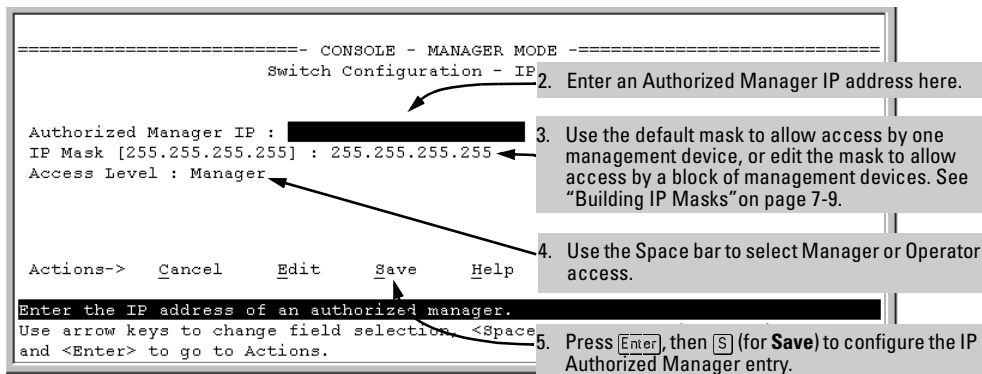 ==========================- CONSOLE - MANAGER MODE -============================
Switch Configuration - IP
2. Enter an Authorized Manager IP address here.
Authorized Manager IP :
IP Mask [255.255.255.255] : 255.255.255.255
Access Level : Manager
3. Use the default mask to allow access by one
management device, or edit the mask to allow
access by a block of management devices. See
“Building IP Masks”on page 7-9.
4. Use the Space bar to select Manager or Operator
access.
Actions-> Cancel Edit Save Help
Enter the IP address of an authorized manager.
Use arrow keys to change field selection, <Space
and <Enter> to go to Actions.
5. Press Enter, then S (for Save) to configure the IP
Authorized Manager entry.